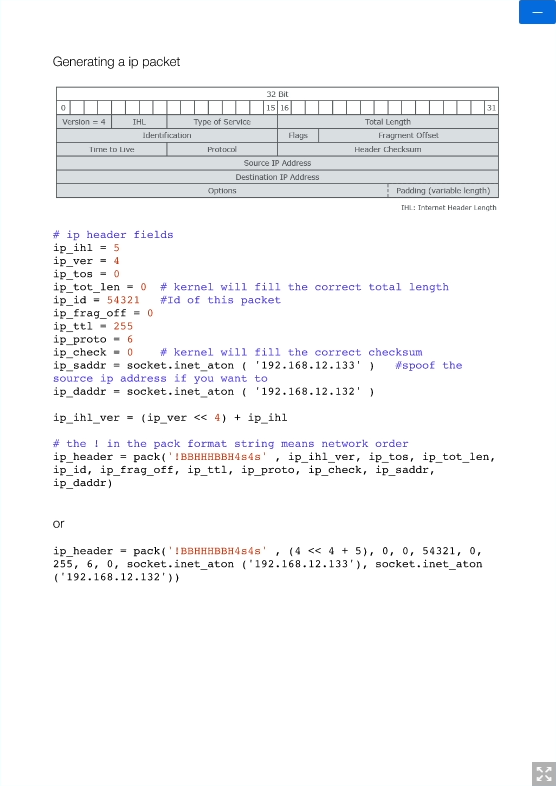 Generating a ip packet
32 Bit
0 15 16 31
Version = 4 IHL Type of Service Total Length
Identification Flags Fragment Offset
Time to Live Protocol Header Checksum
Source IP Address
Destination IP Address
Options Padding (variable length)
IHL: Internet Header Length
# ip header fields
ip_ihl = 5
ip_ver = 4
ip_tos = 0
ip_tot_len = 0  # kernel will fill the correct total length
ip_id = 54321   #Id of this packet
ip_frag_off = 0
ip_ttl = 255
ip_proto = 6
ip_check = 0    # kernel will fill the correct checksum
ip_saddr = socket.inet_aton ( '192.168.12.133' )   #spoof the
source ip address if you want to
ip_daddr = socket.inet_aton ( '192.168.12.132' )
ip_ihl_ver = (ip_ver << 4) + ip_ihl
# the ! in the pack format string means network order
ip_header = pack('!BBHHHBBH4s4s' , ip_ihl_ver, ip_tos, ip_tot_len,
ip_id, ip_frag_off, ip_ttl, ip_proto, ip_check, ip_saddr,
ip_daddr)
or
ip_header = pack('!BBHHHBBH4s4s' , (4 << 4 + 5), 0, 0, 54321, 0,
255, 6, 0, socket.inet_aton ('192.168.12.133'), socket.inet_aton
('192.168.12.132'))